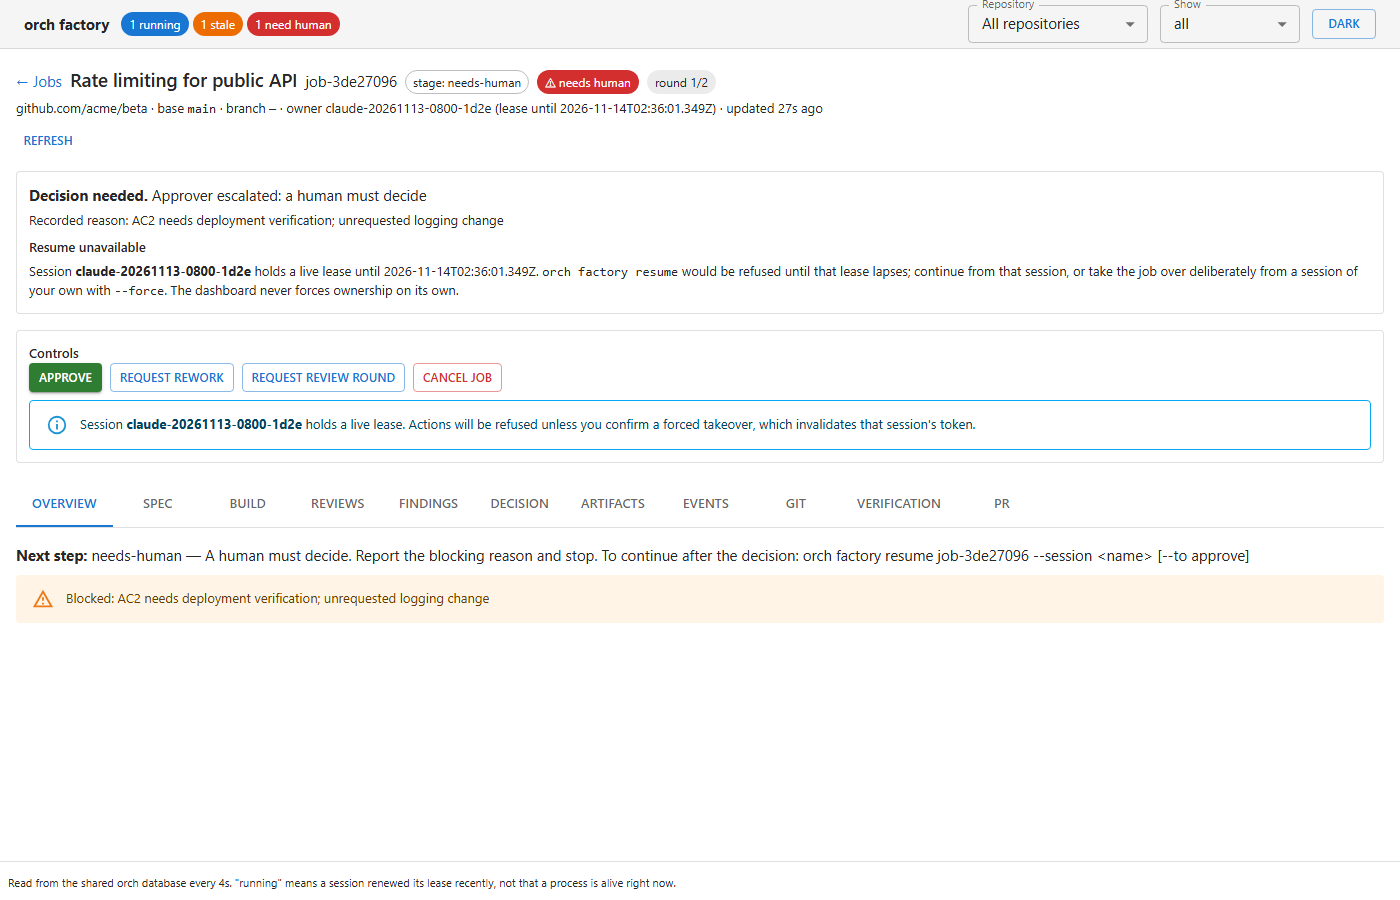 orch factory 1 running 1 stale 1 need human Repository All repositories Show all DARK
← Jobs Rate limiting for public API job-3de27096 stage: needs-human needs human round 1/2
github.com/acme/beta · base main · branch – · owner claude-20261113-0800-1d2e (lease until 2026-11-14T02:36:01.349Z) · updated 27s ago
REFRESH
Decision needed. Approver escalated: a human must decide
Recorded reason: AC2 needs deployment verification; unrequested logging change
Resume unavailable
Session claude-20261113-0800-1d2e holds a live lease until 2026-11-14T02:36:01.349Z. orch factory resume would be refused until that lease lapses; continue from that session, or take the job over deliberately from a session of
your own with --force. The dashboard never forces ownership on its own.
Controls
APPROVE REQUEST REWORK REQUEST REVIEW ROUND CANCEL JOB
Session claude-20261113-0800-1d2e holds a live lease. Actions will be refused unless you confirm a forced takeover, which invalidates that session's token.
OVERVIEW SPEC BUILD REVIEWS FINDINGS DECISION ARTIFACTS EVENTS GIT VERIFICATION PR
Next step: needs-human — A human must decide. Report the blocking reason and stop. To continue after the decision: orch factory resume job-3de27096 --session <name> [--to approve]
Blocked: AC2 needs deployment verification; unrequested logging change
Read from the shared orch database every 4s. "running" means a session renewed its lease recently, not that a process is alive right now.